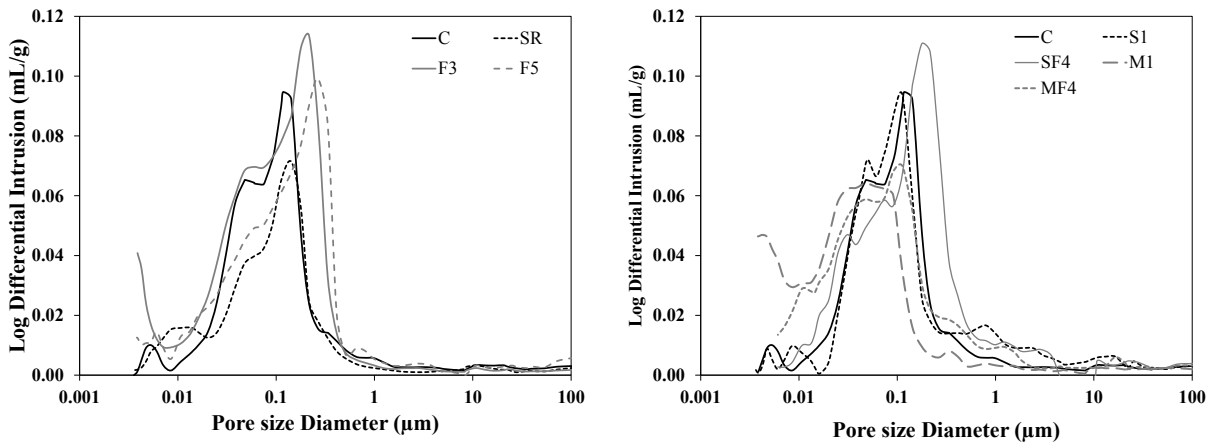 Log Differential Intrusion (mL/g)
0.12
0.10
0.08
0.06
0.04
0.02
0.00
C SR
F3 F5
0.001 0.01 0.1 1 10 100
Pore size Diameter (µm)
Log Differential Intrusion (mL/g)
0.12
0.10
0.08
0.06
0.04
0.02
0.00
C S1
SF4 M1
MF4
0.001 0.01 0.1 1 10 100
Pore size Diameter (µm)